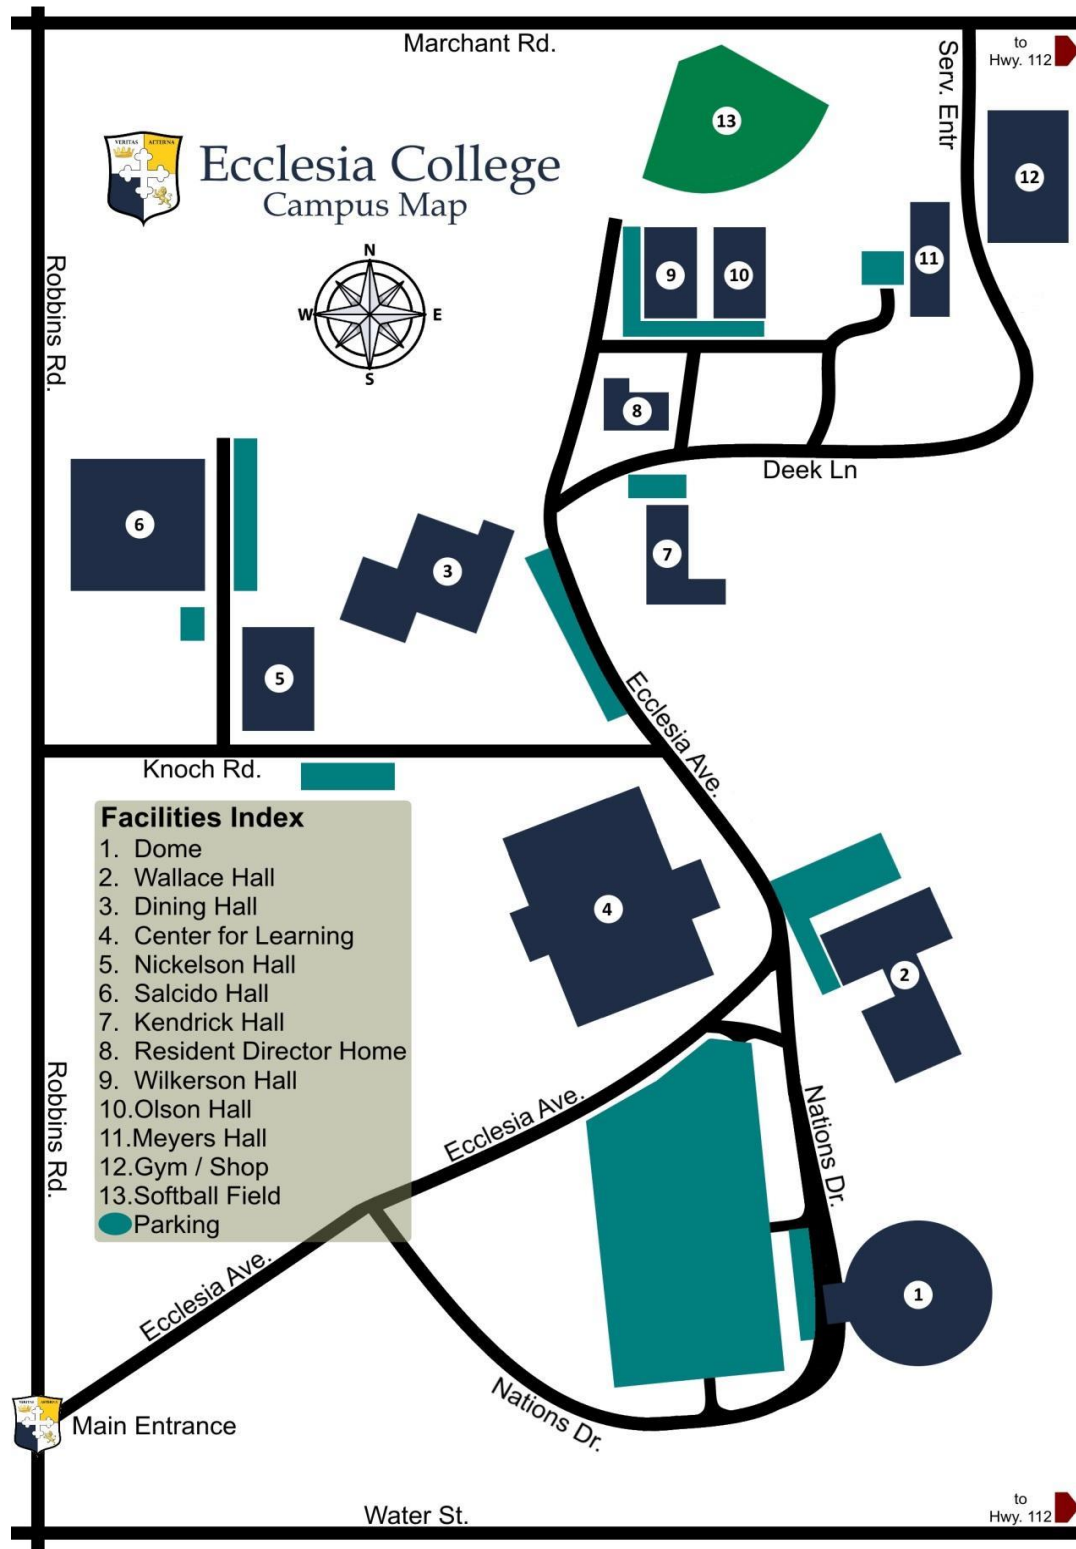 Marchant Rd.
to
Hwy. 112
Serv. Entr
13
VERITAS AETERNA
Ecclesia College
Campus Map
12
11
9
10
N
W E
S
Robbins Rd.
8
Deek Ln
6
3
7
5
Ecclesia Ave.
Knoch Rd.
Facilities Index
1. Dome
2. Wallace Hall
3. Dining Hall
4. Center for Learning
5. Nickelson Hall
6. Salcido Hall
7. Kendrick Hall
8. Resident Director Home
9. Wilkerson Hall
10.Olson Hall
11.Meyers Hall
12.Gym / Shop
13.Softball Field
Parking
4
2
Robbins Rd.
Ecclesia Ave.
Nations Dr.
Ecclesia Ave.
1
Nations Dr.
VERITAS AETERNA
Main Entrance
Water St.
to
Hwy. 112